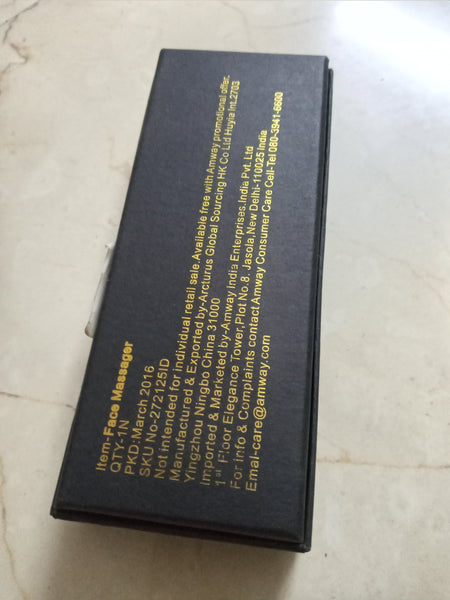 Item-Face Massager
QTY-1N
PKD:March 2016
SKU No-272128ID
Not intended for individual retail sale.Available free with Amway promotional offer.
Manufactured & Exported by-Arcturus Global Sourcing HK Co Ltd Huyia Int.2703
Yingzhou Ningbo China 31000
Imported & Marketed by-Amway India Enterprises.India Pvt. Ltd
1st Floor Elegance Tower,Plot No.8, Jasola,New Delhi-110025 India
For info & Complaints contact Amway Consumer Care Cell-Tel 080-3941-6600
Emal-care@amway.com